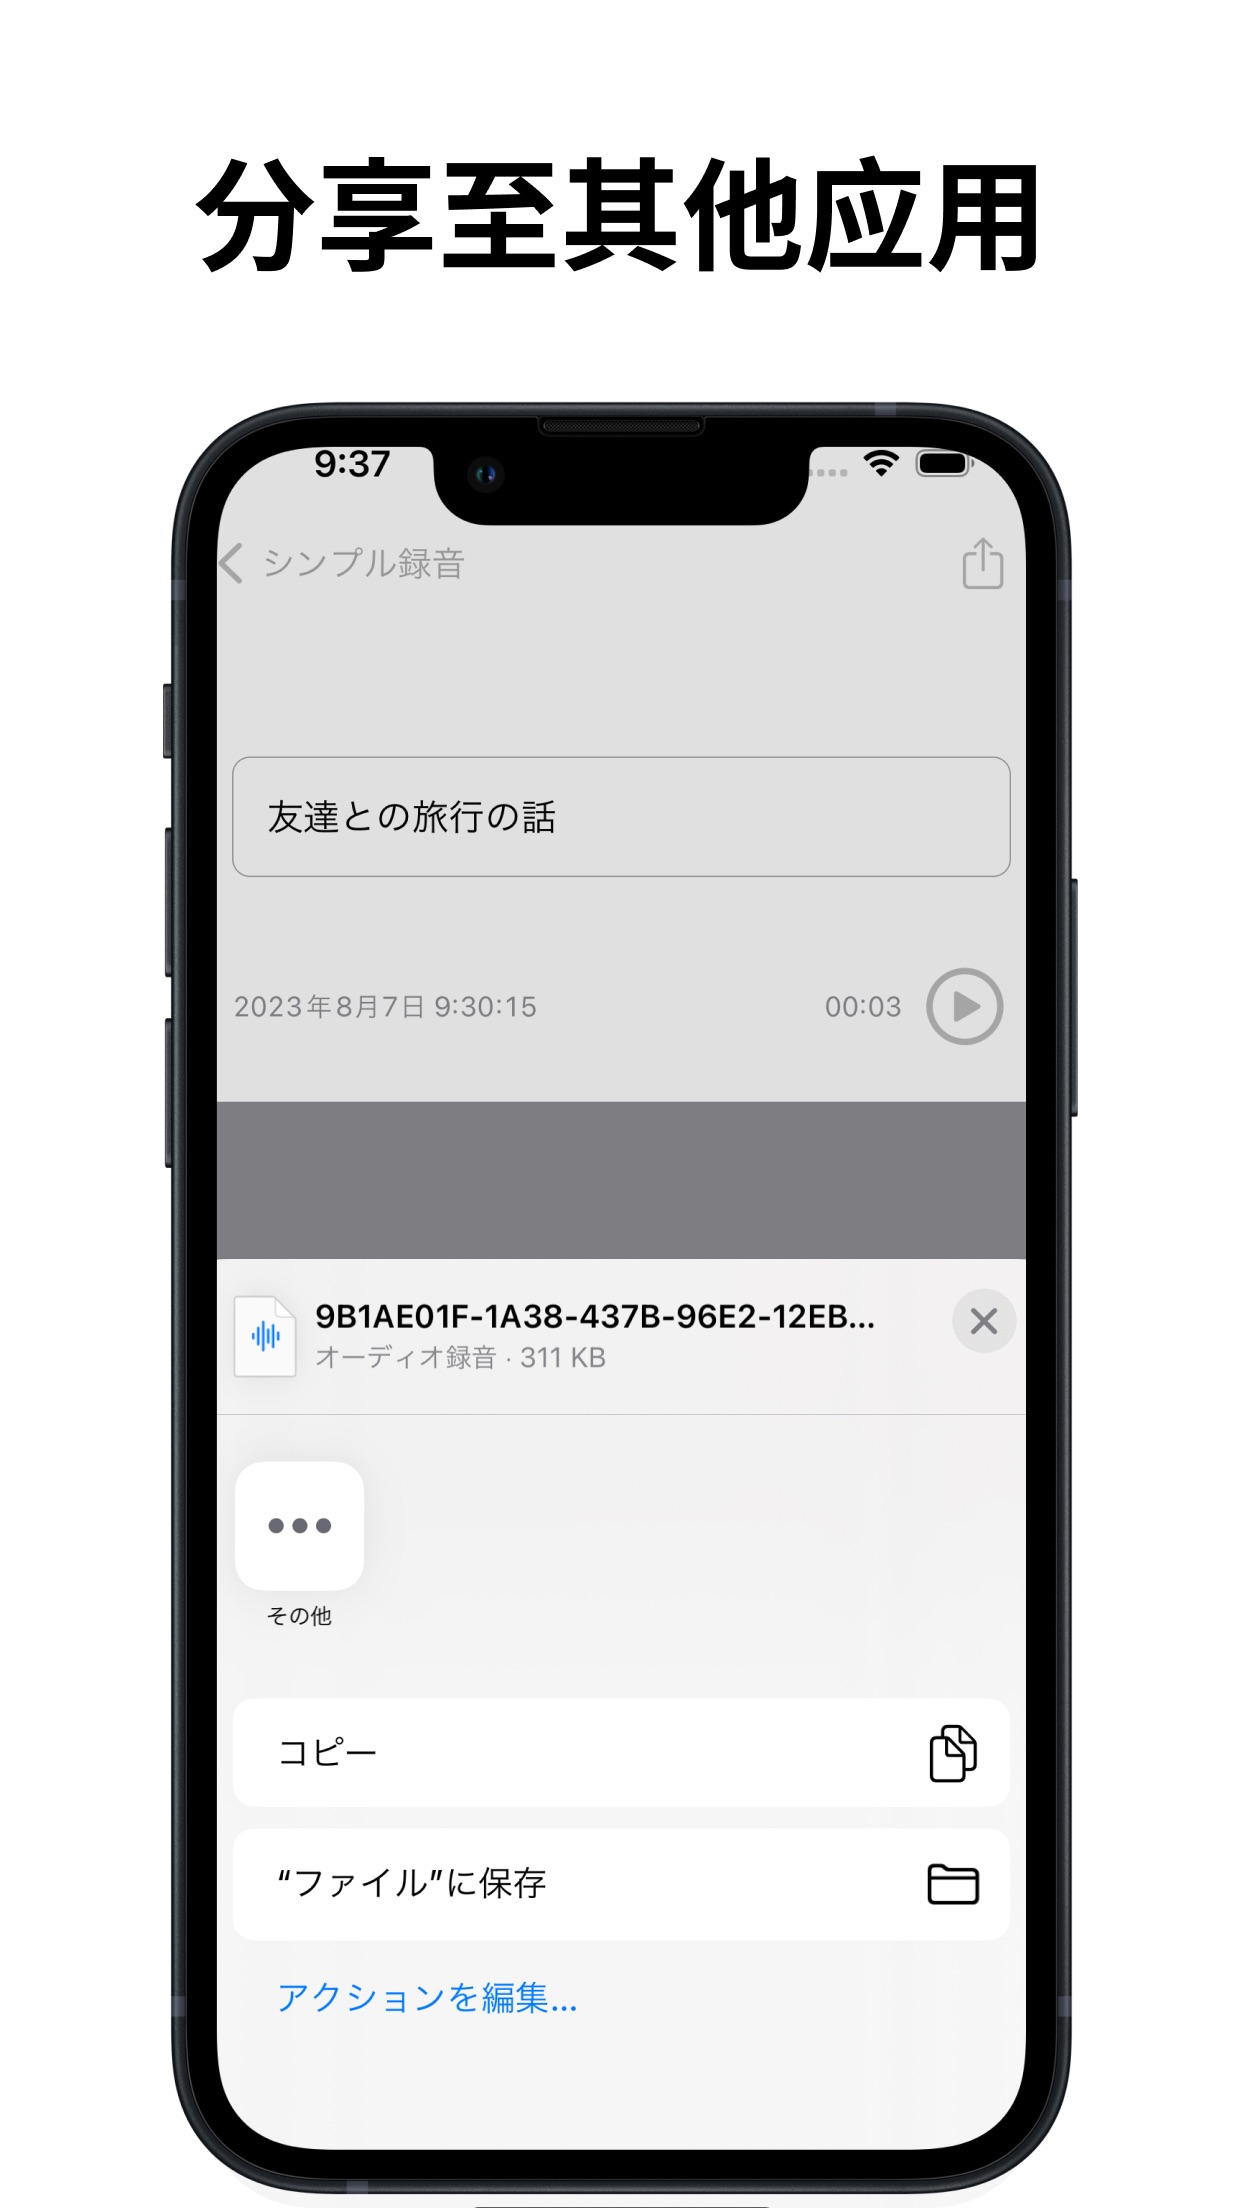 分享至其他应用
9:37
シンプル録音
友達との旅行の話
2023年8月7日 9:30:15
00:03
9B1AE01F-1A38-437B-96E2-12EB...
オーディオ録音 · 311 KB
その他
コピー
“ファイル”に保存
アクションを編集...